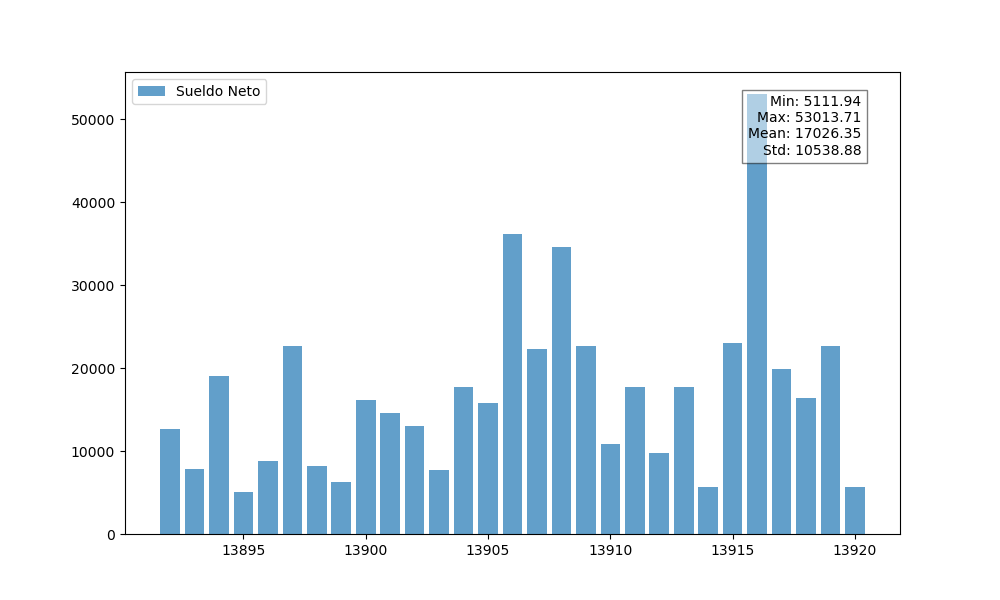 Sueldo Neto
Min: 5111.94
Max: 53013.71
Mean: 17026.35
Std: 10538.88
50000
40000
30000
20000
10000
0
13895 13900 13905 13910 13915 13920